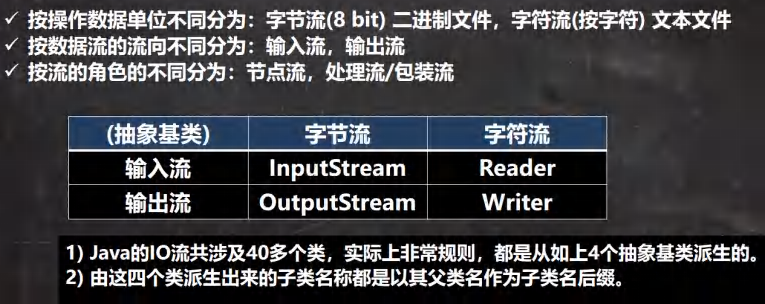 ✓ 按操作数据单位不同分为：字节流(8 bit) 二进制文件，字符流(按字符) 文本文件
✓ 按数据流的流向不同分为：输入流，输出流
✓ 按流的角色的不同分为：节点流，处理流/包装流
(抽象基类) 字节流 字符流
输入流 InputStream Reader
输出流 OutputStream Writer
1) Java的IO流共涉及40多个类，实际上非常规则，都是从如上4个抽象基类派生的。
2) 由这四个类派生出来的子类名称都是以其父类名作为子类名后缀。